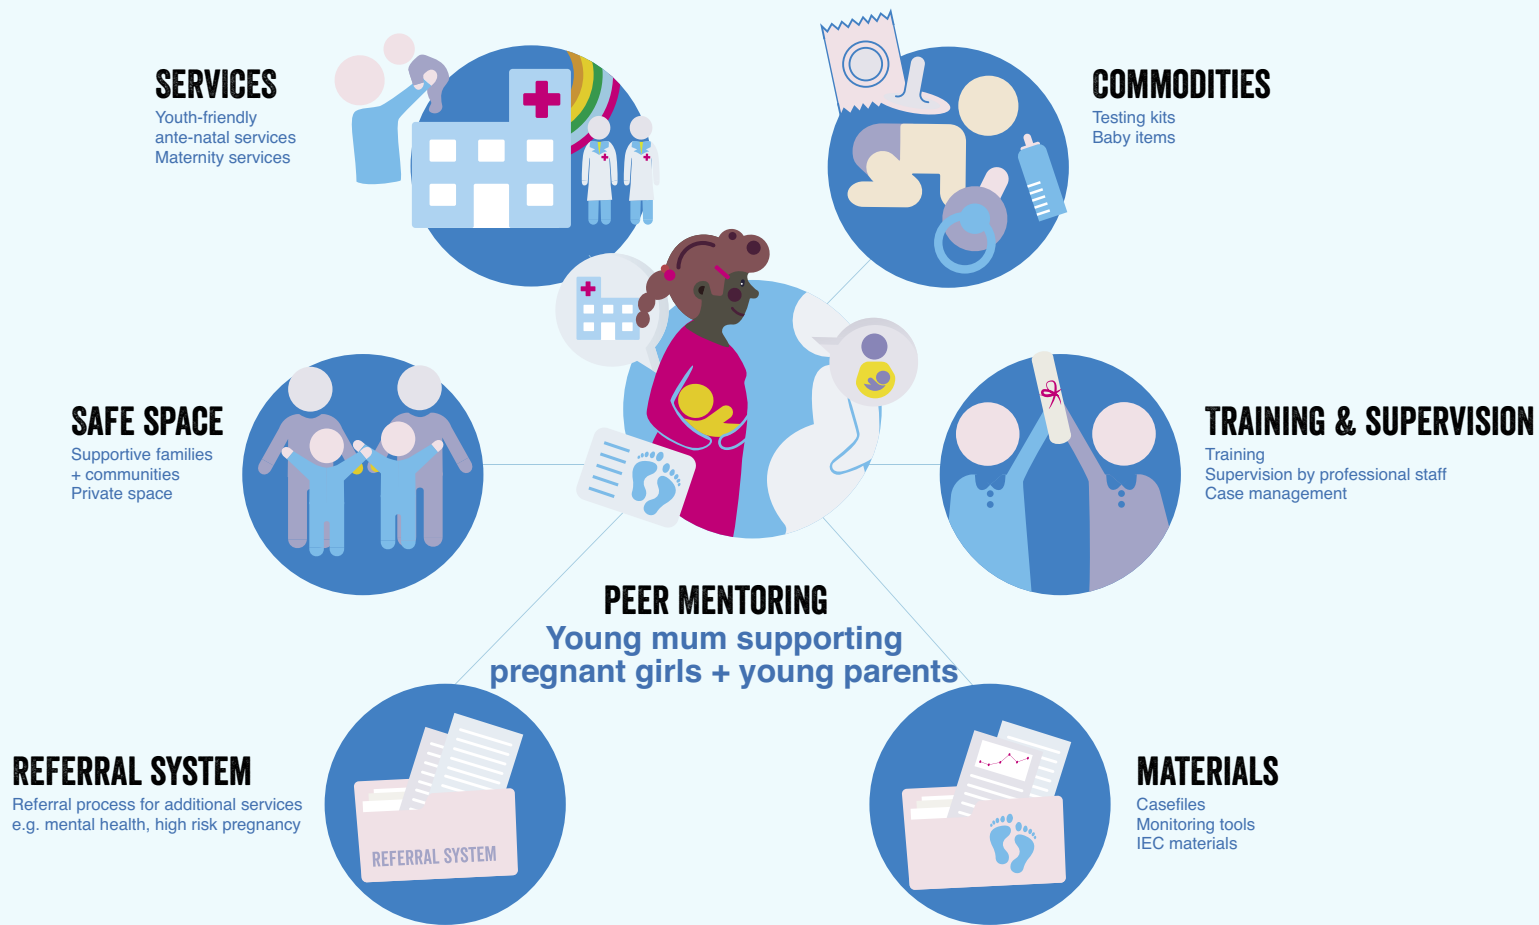 SERVICES
Youth-friendly
ante-natal services
Maternity services
COMMODITIES
Testing kits
Baby items
SAFE SPACE
Supportive families
+ communities
Private space
TRAINING & SUPERVISION
Training
Supervision by professional staff
Case management
PEER MENTORING
Young mum supporting
pregnant girls + young parents
REFERRAL SYSTEM
Referral process for additional services
e.g. mental health, high risk pregnancy
REFERRAL SYSTEM
MATERIALS
Casefiles
Monitoring tools
IEC materials